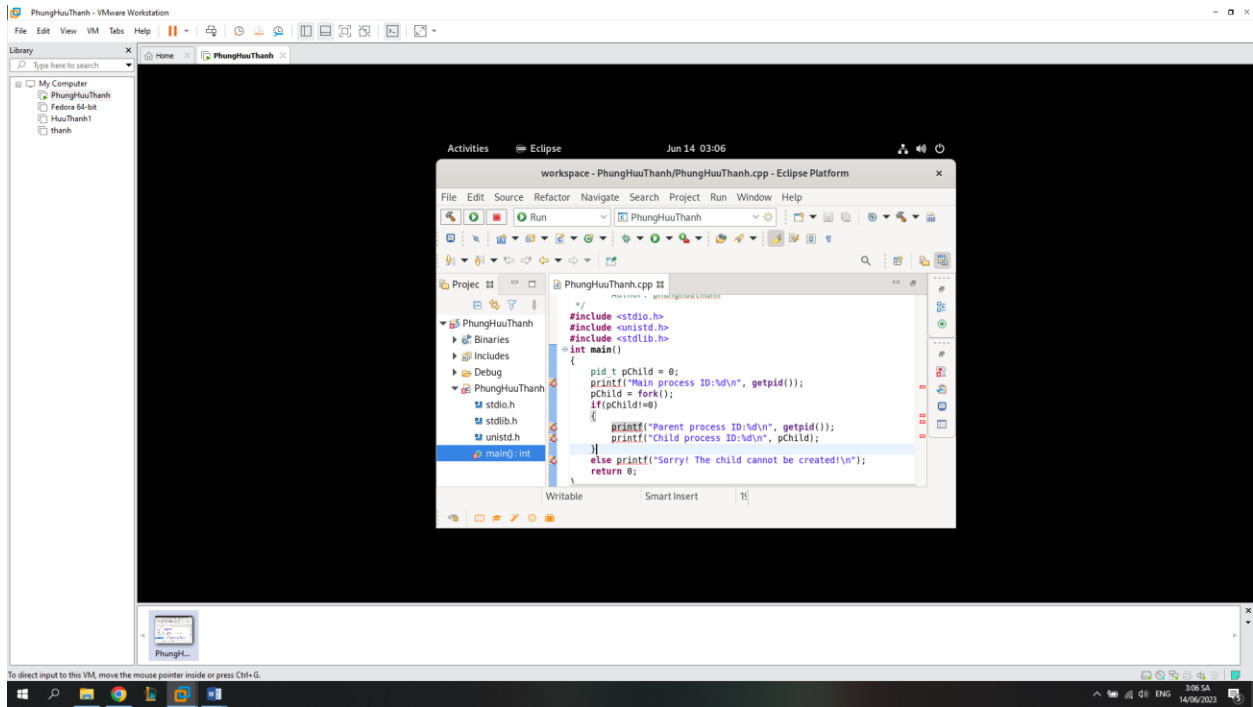 PhungHuuThanh - VMware Workstation
File Edit View VM Tabs Help
Library
Type here to search
My Computer
PhungHuuThanh
Fedora 64-bit
HuuThanh1
thanh
Home
PhungHuuThanh
Activities Eclipse Jun 14 03:06
workspace - PhungHuuThanh/PhungHuuThanh.cpp - Eclipse Platform
File Edit Source Refactor Navigate Search Project Run Window Help
Run PhungHuuThanh
Projec
PhungHuuThanh
Binaries
Includes
Debug
PhungHuuThanh
stdio.h
stdlib.h
unistd.h
main() : int
PhungHuuThanh.cpp
Author: phunghuuthanh
*/
#include <stdio.h>
#include <unistd.h>
#include <stdlib.h>
int main()
{
pid_t pChild = 0;
printf("Main process ID:%d\n", getpid());
pChild = fork();
if(pChild!=0)
{
printf("Parent process ID:%d\n", getpid());
printf("Child process ID:%d\n", pChild);
}
else printf("Sorry! The child cannot be created!\n");
return 0;
Writable Smart Insert
PhungH...
To direct input to this VM, move the mouse pointer inside or press Ctrl+G.
ENG
3:06 SA
14/06/2023